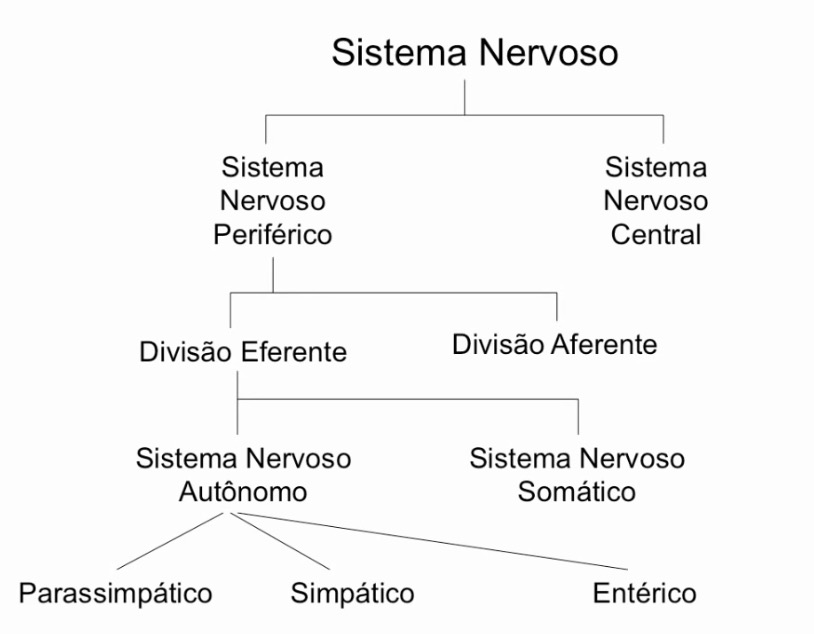 Sistema Nervoso
Sistema
Nervoso
Periférico
Sistema
Nervoso
Central
Divisão Eferente
Divisão Aferente
Sistema Nervoso
Autônomo
Sistema Nervoso
Somático
Parassimpático
Simpático
Entérico